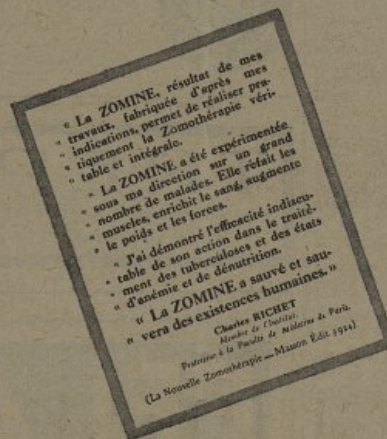 « La ZOMINE, résultat de mes
« travaux, fabriquée d'après mes
« indications, permet de réaliser pra-
« tiquement la Zomothérapie véri-
« table et intégrale.
« La ZOMINE a été expérimentée
« sous ma direction sur un grand
« nombre de malades. Elle refait les
« muscles, enrichit le sang, augmente
« le poids et les forces.
« J'ai démontré l'efficacité indiscu-
« table de son action dans le traite-
« ment des tuberculoses et des états
« d'anémie et de dénutrition.
« La ZOMINE a sauvé et sau-
« vera des existences humaines. »
Charles RICHET
Membre de l'Institut.
Professeur à la Faculté de Médecine de Paris.
(La Nouvelle Zomothérapie — Masson Édit. 1924)